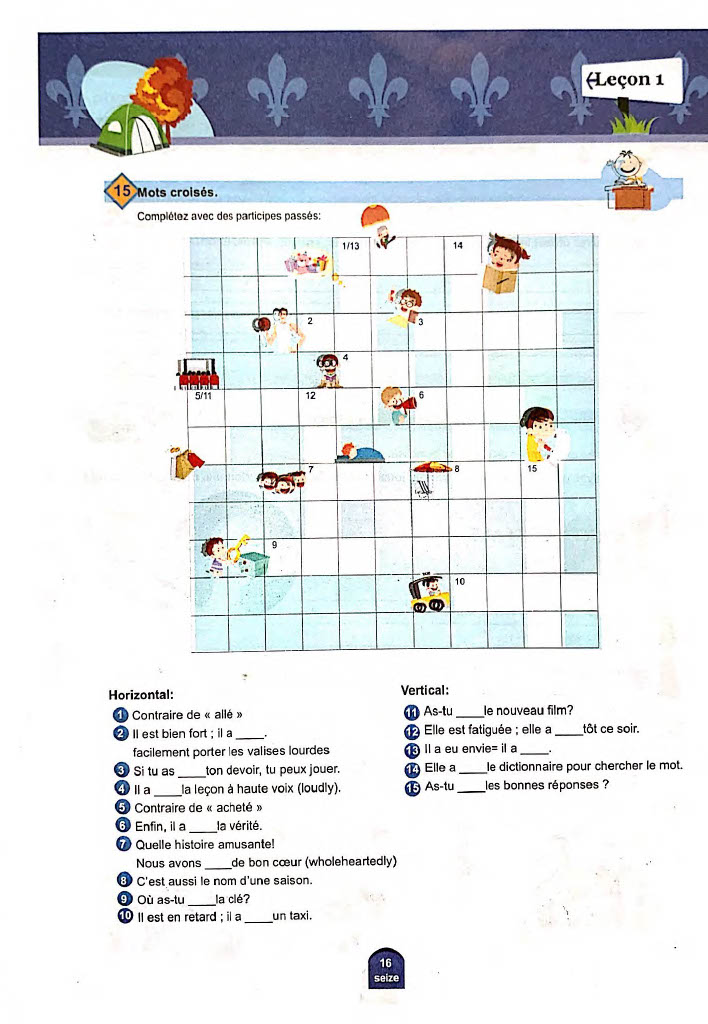 Leçon 1
15 Mots croisés.
Complétez avec des participes passés:
1/13
14
2
3
4
5/11
12
6
7
8
15
9
10
Horizontal:
1 Contraire de « allé »
2 Il est bien fort ; il a ____.
facilement porter les valises lourdes
3 Si tu as ____ton devoir, tu peux jouer.
4 Il a ____la leçon à haute voix (loudly).
5 Contraire de « acheté »
6 Enfin, il a ____la vérité.
7 Quelle histoire amusante!
Nous avons ____de bon cœur (wholeheartedly)
8 C'est aussi le nom d'une saison.
9 Où as-tu ____la clé?
10 Il est en retard ; il a ____un taxi.
Vertical:
11 As-tu ____le nouveau film?
12 Elle est fatiguée ; elle a ____tôt ce soir.
13 Il a eu envie= il a ____.
14 Elle a ____le dictionnaire pour chercher le mot.
15 As-tu ____les bonnes réponses ?
16
seize